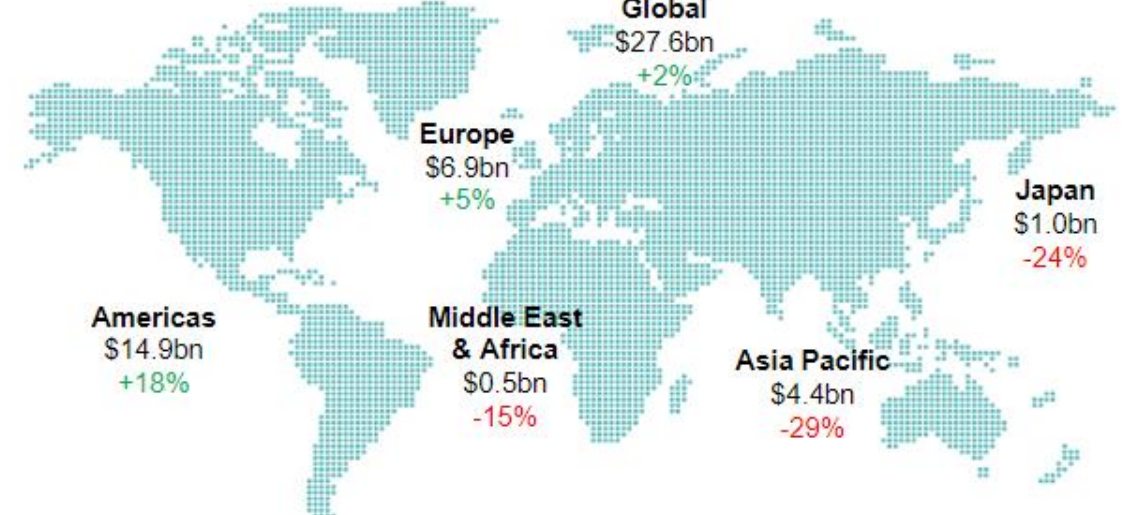 Global
$27.6bn
+2%
Europe
$6.9bn
+5%
Japan
$1.0bn
-24%
Americas
$14.9bn
+18%
Middle East
& Africa
$0.5bn
-15%
Asia Pacific
$4.4bn
-29%